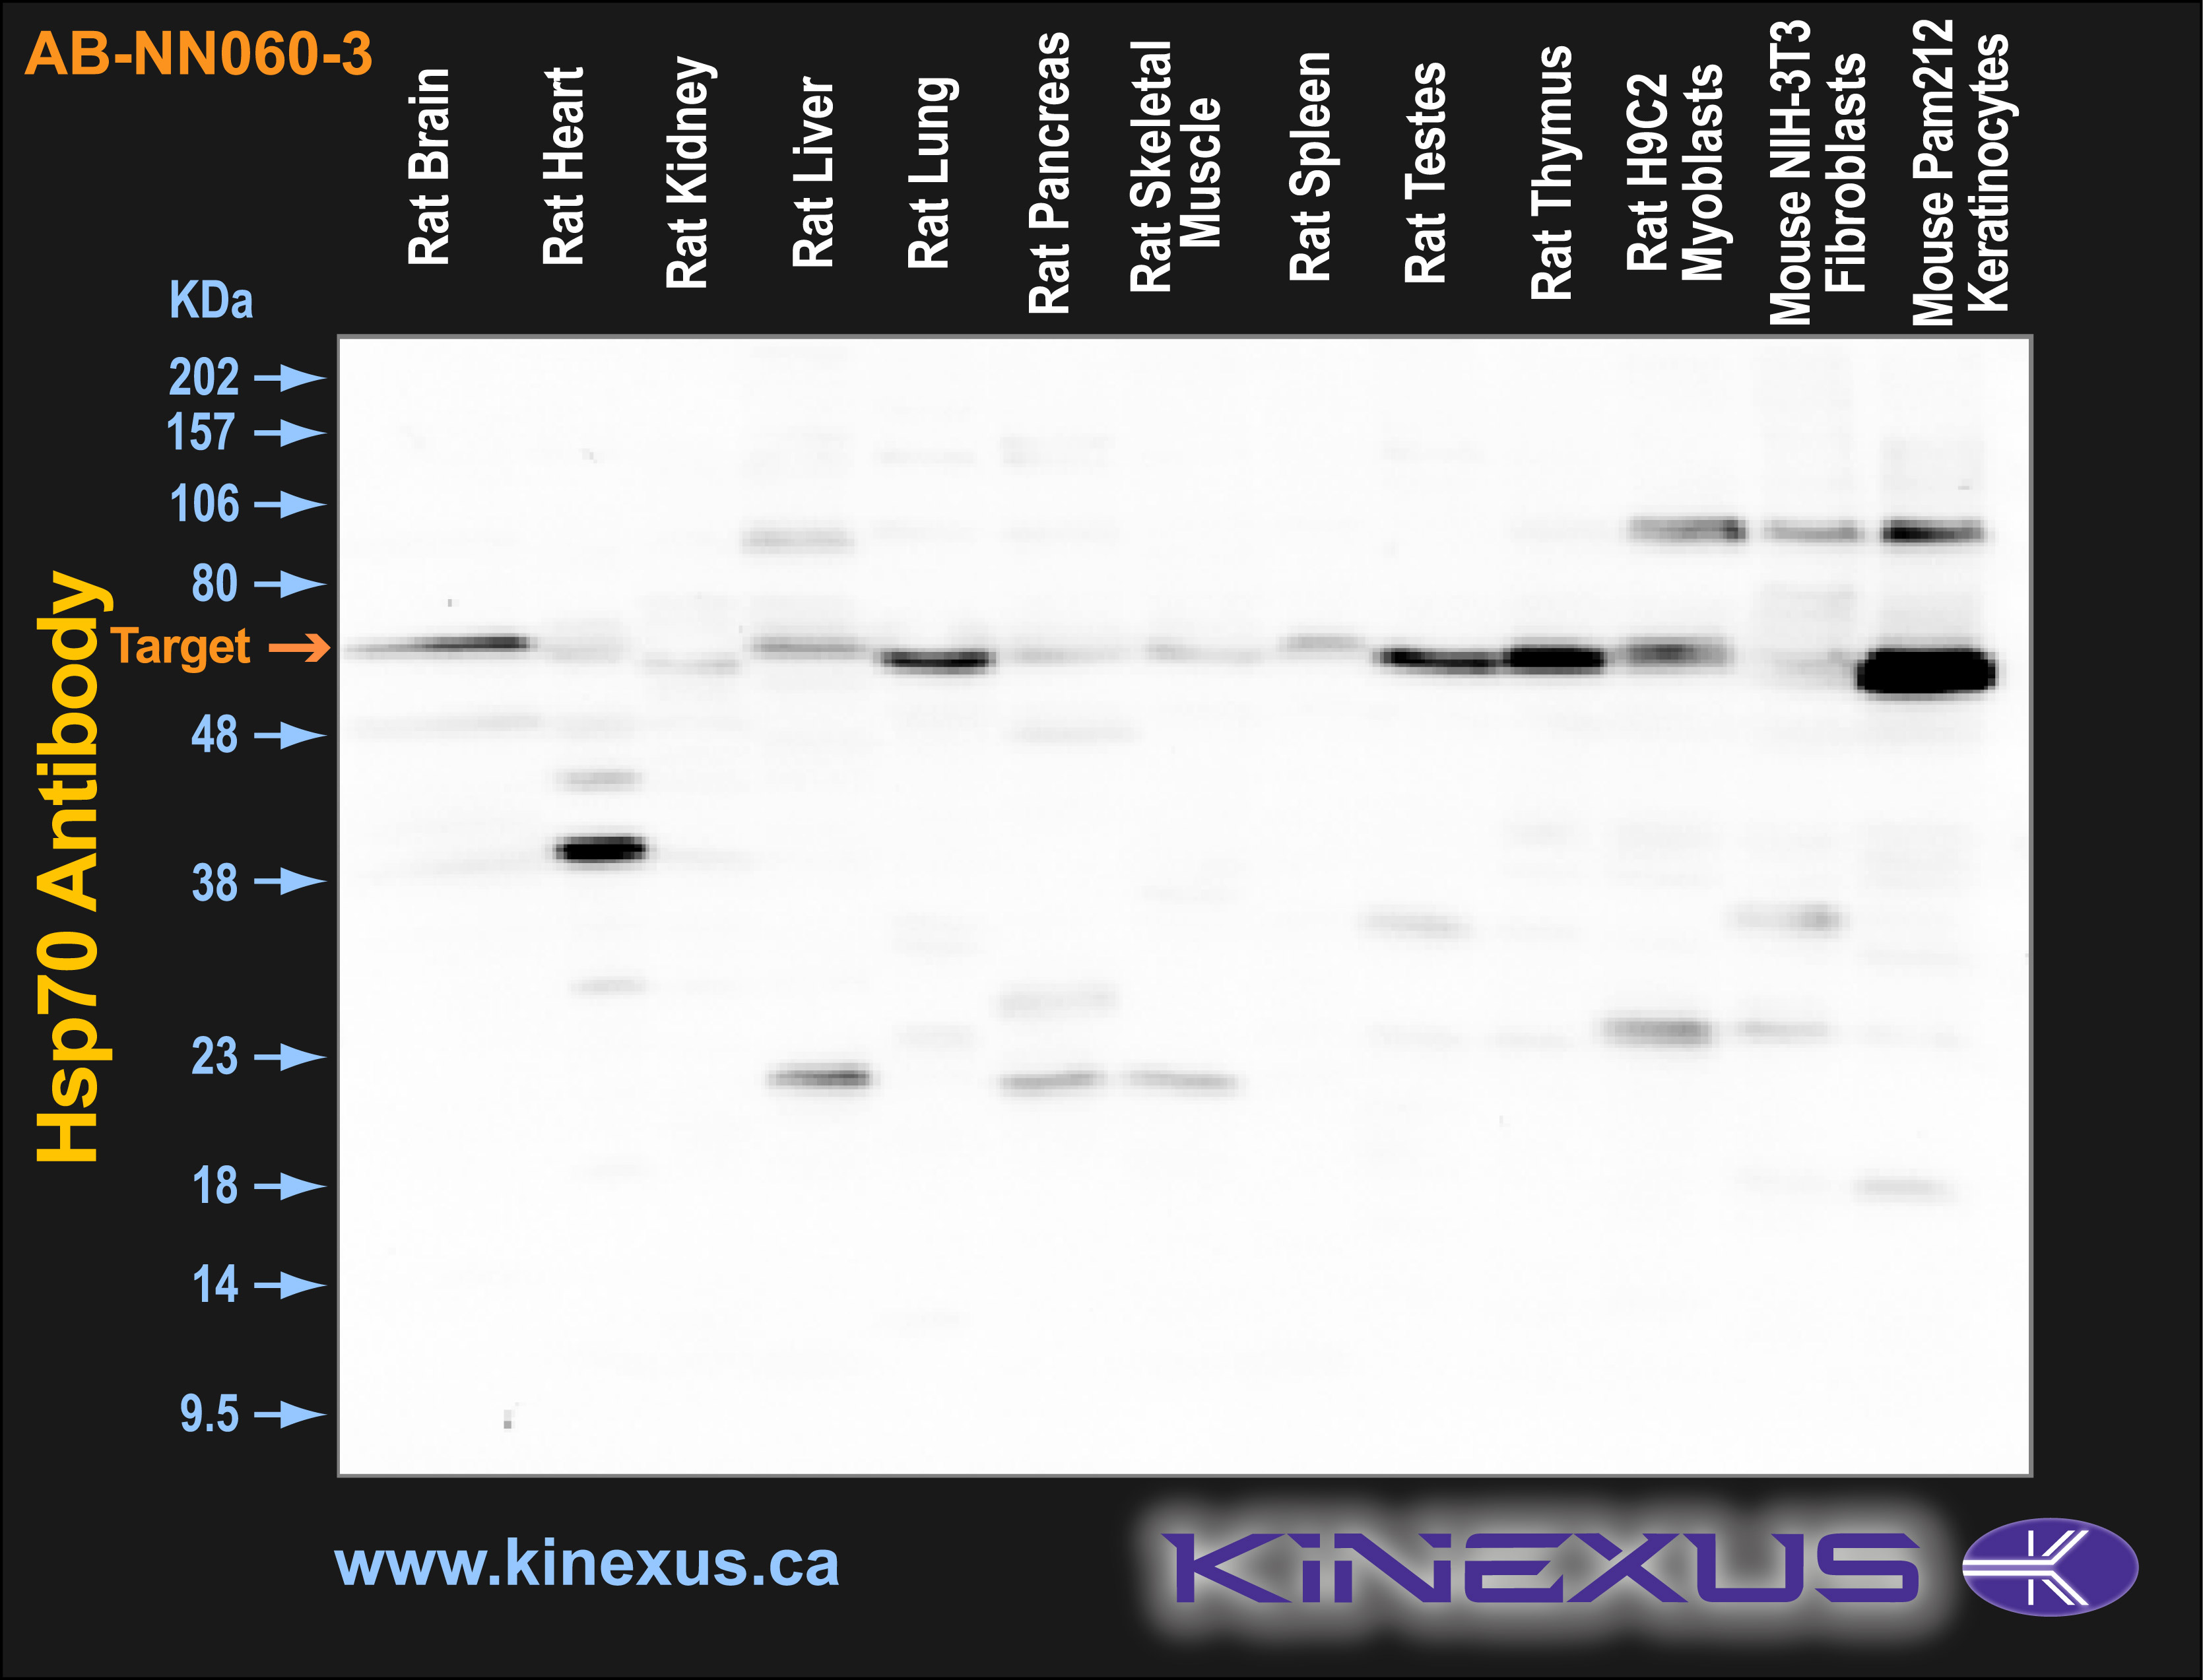 AB-NN060-3
Rat Brain
Rat Heart
Rat Kidney
Rat Liver
Rat Lung
Rat Pancreas
Rat Skeletal
Muscle
Rat Spleen
Rat Testes
Rat Thymus
Rat H9C2
Myoblasts
Mouse NIH-3T3
Fibroblasts
Mouse Pam212
Keratinocytes
KDa
202
157
106
80
Target
48
38
23
18
14
9.5
Hsp70 Antibody
www.kinexus.ca
KiNEXUS